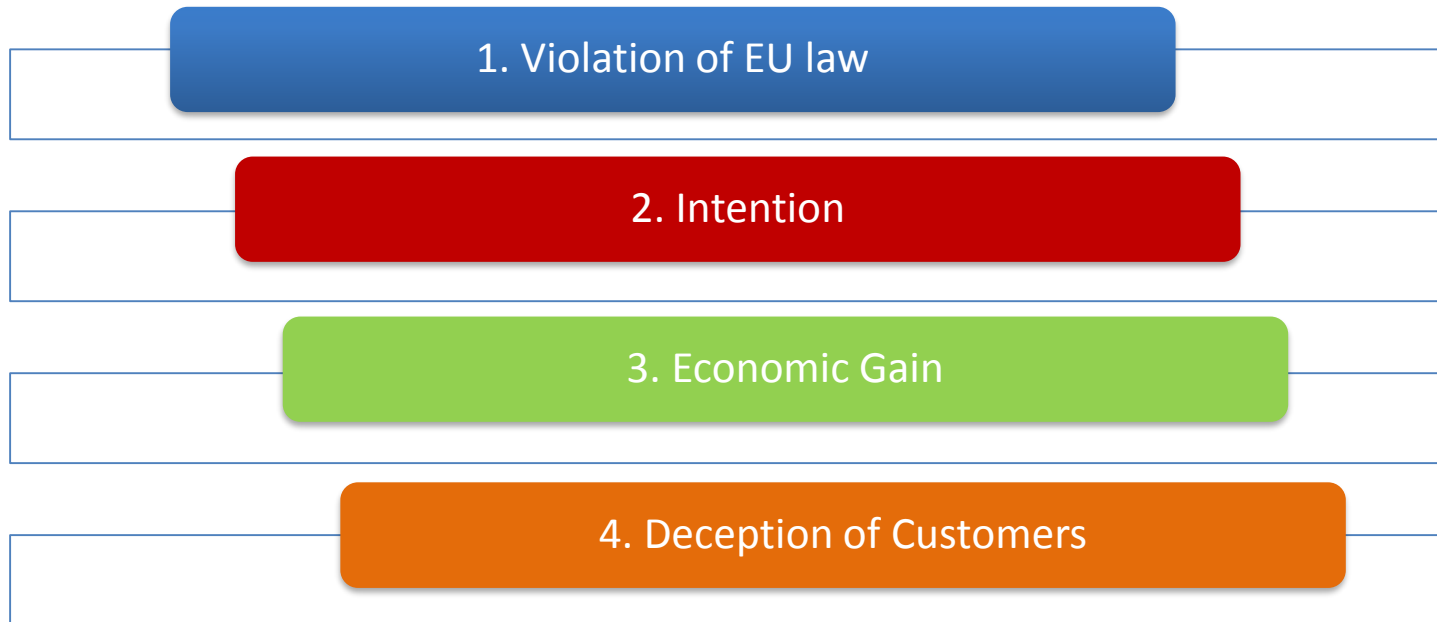 1. Violation of EU law
2. Intention
3. Economic Gain
4. Deception of Customers